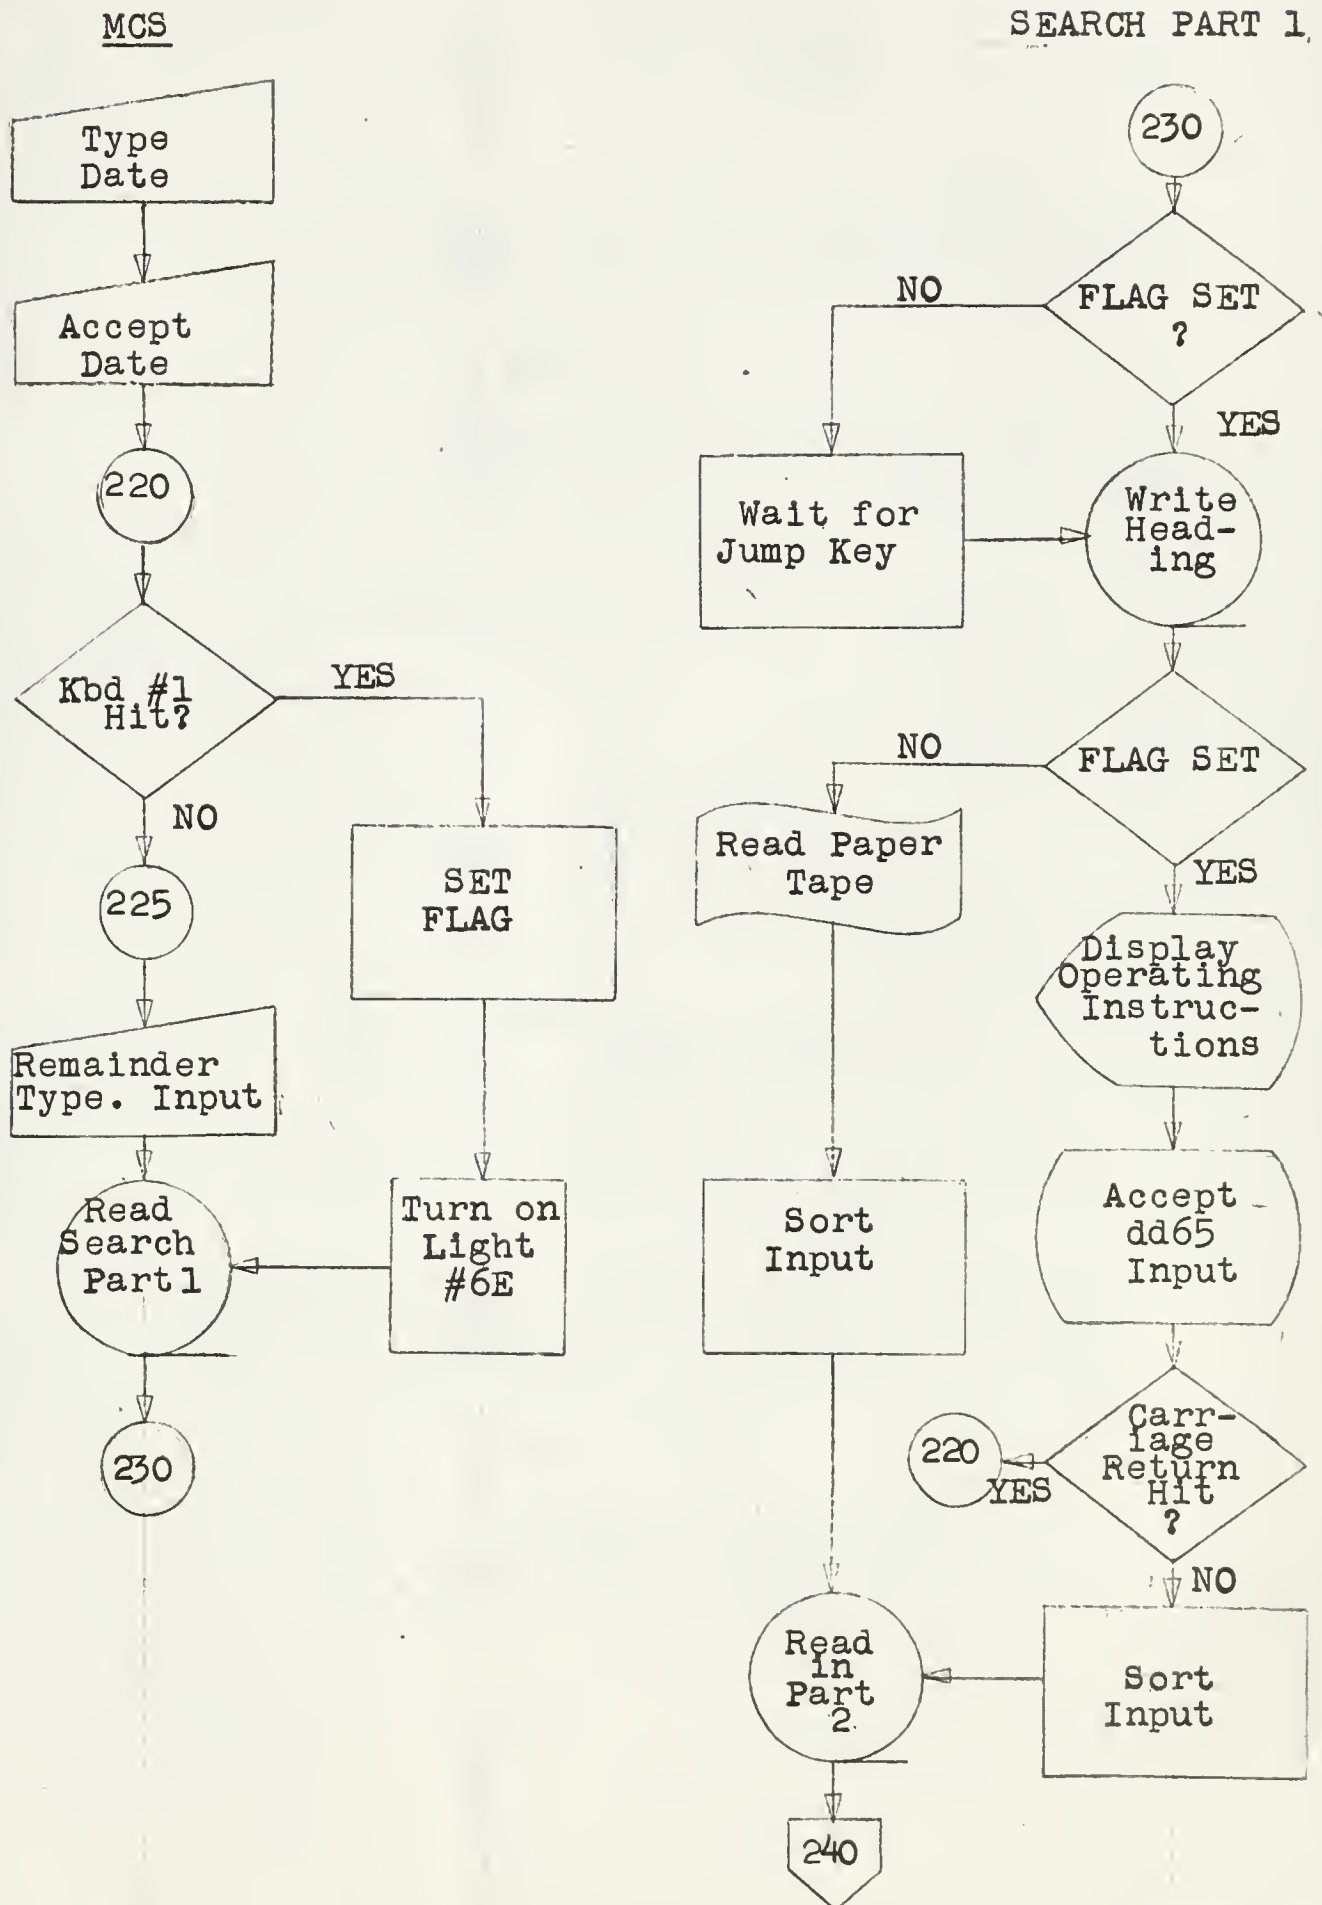 MCS
Type
Date
Accept
Date
220
Kbd #1
Hit?
YES
NO
225
SET
FLAG
Remainder
Type. Input
Read
Search
Part1
Turn on
Light
#6E
230
SEARCH PART 1
230
FLAG SET
?
NO
YES
Wait for
Jump Key
Write
Head-
ing
FLAG SET
NO
YES
Read Paper
Tape
Display
Operating
Instruc-
tions
Sort
Input
Accept
dd65
Input
Carr-
iage
Return
Hit
?
220
YES
NO
Read
in
Part
2
Sort
Input
240